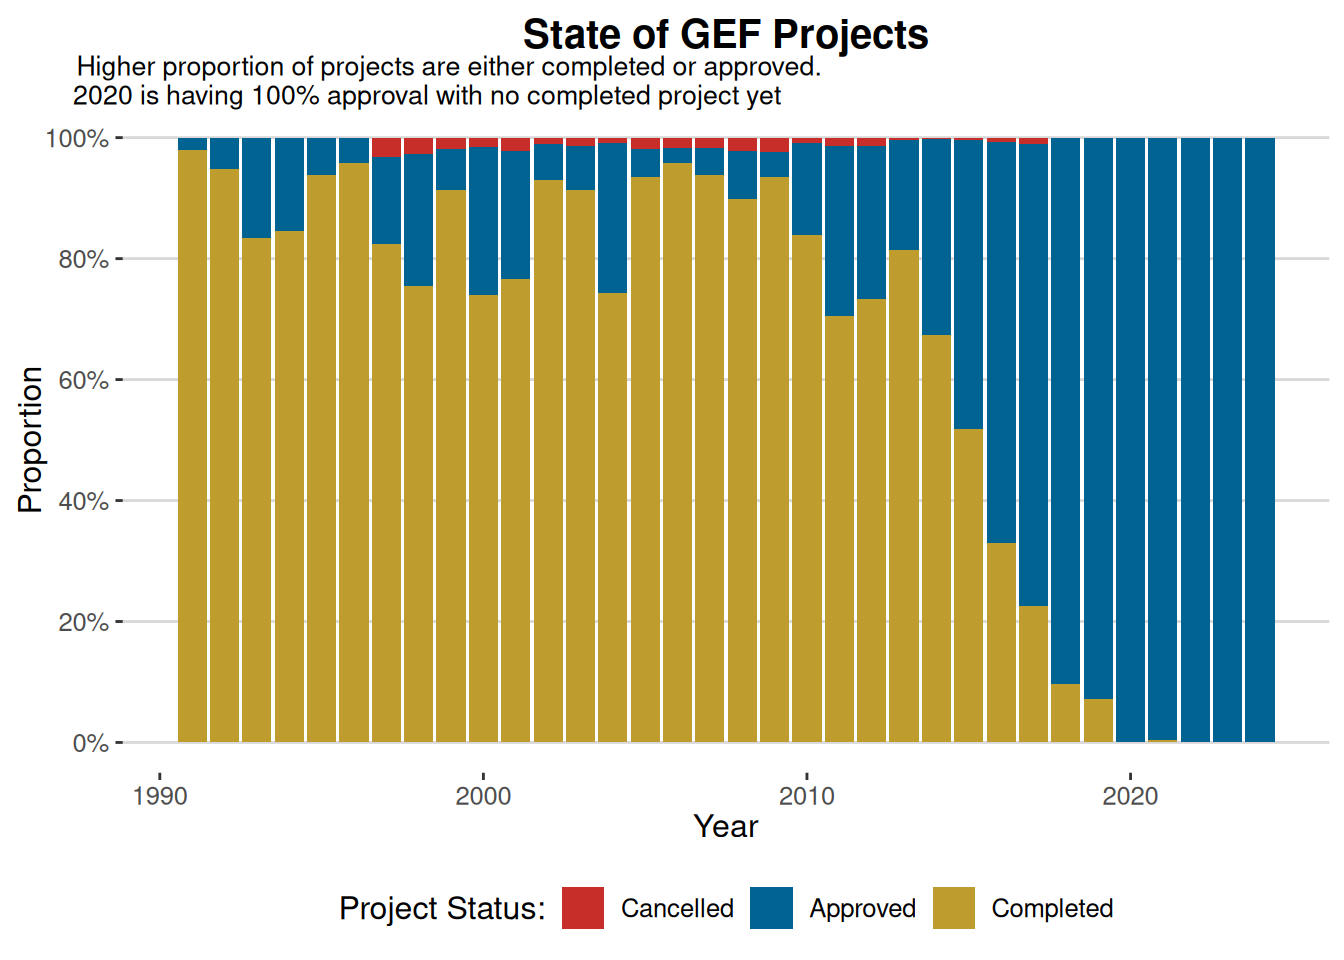 State of GEF Projects
Higher proportion of projects are either completed or approved.
2020 is having 100% approval with no completed project yet
100%
80%
60%
40%
20%
0%
Proportion
1990 2000 2010 2020
Year
Project Status: Cancelled Approved Completed